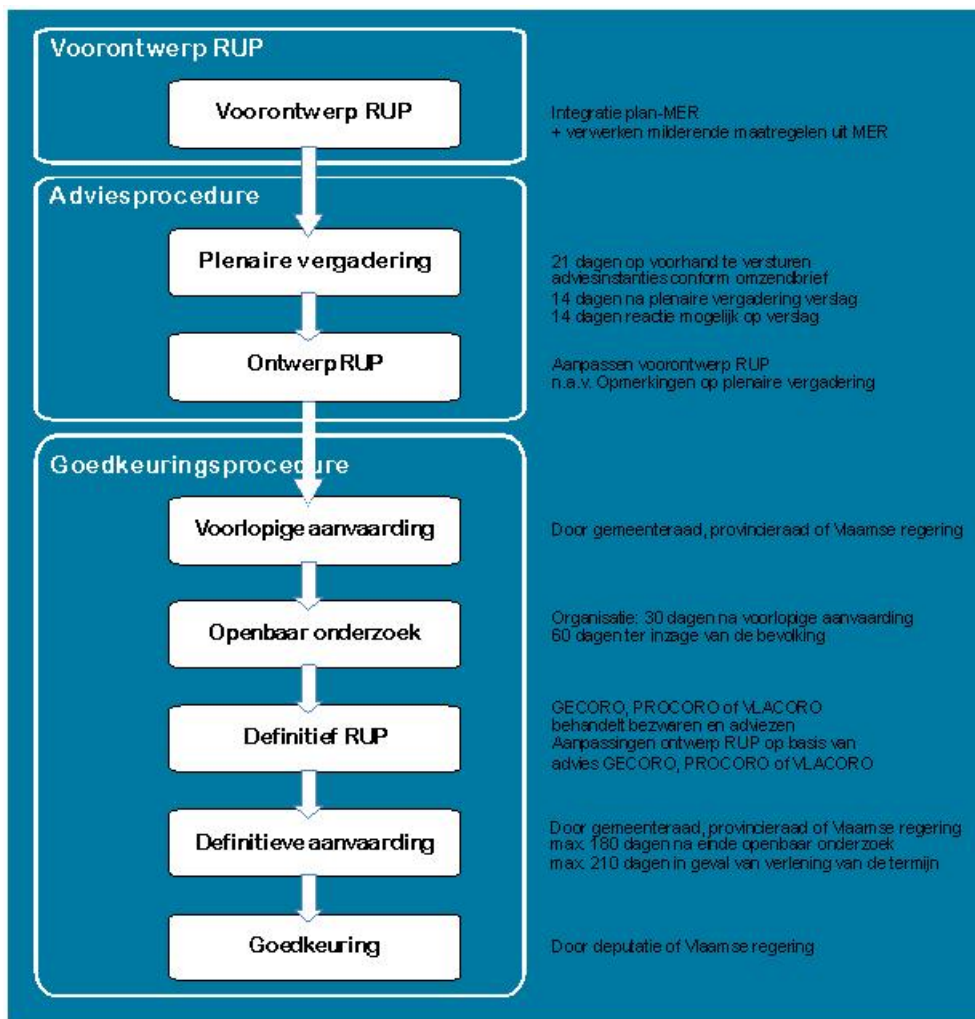 Voorontwerp RUP
Voorontwerp RUP
Integratie plan-MER
+ verwerken milderende maatregelen uit MER
Adviesprocedure
Plenaire vergadering
21 dagen op voorhand te versturen
adviesinstanties conform omzendbrief
14 dagen na plenaire vergadering verslag
14 dagen reactie mogelijk op verslag
Ontwerp RUP
Aanpassen voorontwerp RUP
n.a.v. Opmerkingen op plenaire vergadering
Goedkeuringsprocedure
Voorlopige aanvaarding
Door gemeenteraad, provincieraad of Vlaamse regering
Openbaar onderzoek
Organisatie: 30 dagen na voorlopige aanvaarding
60 dagen ter inzage van de bevolking
Definitief RUP
GECORO, PROCORO of VLACORO
behandelt bezwaren en adviezen
Aanpassingen ontwerp RUP op basis van
advies GECORO, PROCORO of VLACORO
Definitieve aanvaarding
Door gemeenteraad, provincieraad of Vlaamse regering
max. 180 dagen na einde openbaar onderzoek
max. 210 dagen in geval van verlening van de termijn
Goedkeuring
Door deputatie of Vlaamse regering